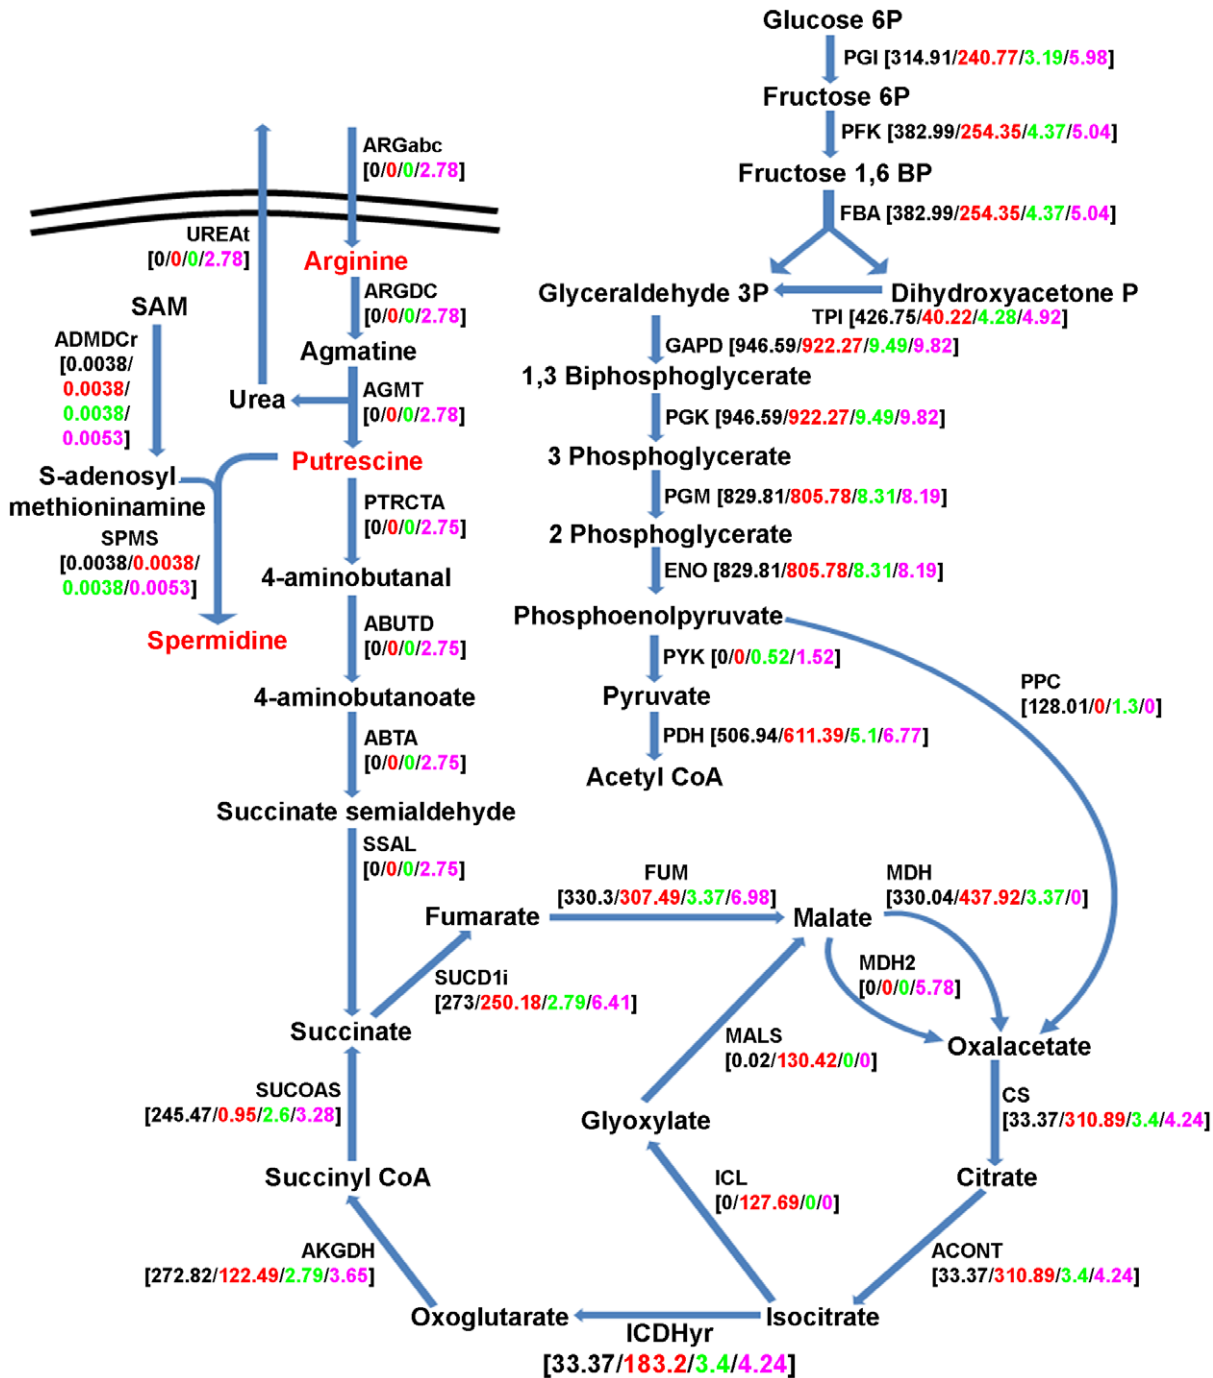 Glucose 6P
PGI [314.91/240.77/3.19/5.98]
Fructose 6P
PFK [382.99/254.35/4.37/5.04]
Fructose 1,6 BP
FBA [382.99/254.35/4.37/5.04]
Glyceraldehyde 3P
Dihydroxyacetone P
TPI [426.75/40.22/4.28/4.92]
GAPD [946.59/922.27/9.49/9.82]
1,3 Biphosphoglycerate
PGK [946.59/922.27/9.49/9.82]
3 Phosphoglycerate
PGM [829.81/805.78/8.31/8.19]
2 Phosphoglycerate
ENO [829.81/805.78/8.31/8.19]
Phosphoenolpyruvate
PYK [0/0/0.52/1.52]
Pyruvate
PDH [506.94/611.39/5.1/6.77]
Acetyl CoA
PPC
[128.01/0/1.3/0]
ARGabc
[0/0/0/2.78]
UREAt
[0/0/0/2.78]
Arginine
ARGDC
[0/0/0/2.78]
Agmatine
AGMT
[0/0/0/2.78]
Urea
SAM
ADMDCr
[0.0038/
0.0038/
0.0038/
0.0053]
S-adenosyl
methioninamine
Putrescine
SPMS
[0.0038/0.0038/
0.0038/0.0053]
Spermidine
PTRCTA
[0/0/0/2.75]
4-aminobutanal
ABUTD
[0/0/0/2.75]
4-aminobutanoate
ABTA
[0/0/0/2.75]
Succinate semialdehyde
SSAL
[0/0/0/2.75]
Fumarate
FUM
[330.3/307.49/3.37/6.98]
Malate
MDH
[330.04/437.92/3.37/0]
MDH2
[0/0/0/5.78]
SUCD1i
[273/250.18/2.79/6.41]
Succinate
MALS
[0.02/130.42/0/0]
Oxalacetate
SUCOAS
[245.47/0.95/2.6/3.28]
Glyoxylate
CS
[33.37/310.89/3.4/4.24]
Succinyl CoA
ICL
[0/127.69/0/0]
Citrate
AKGDH
[272.82/122.49/2.79/3.65]
ACONT
[33.37/310.89/3.4/4.24]
Oxoglutarate
Isocitrate
ICDHyr
[33.37/183.2/3.4/4.24]